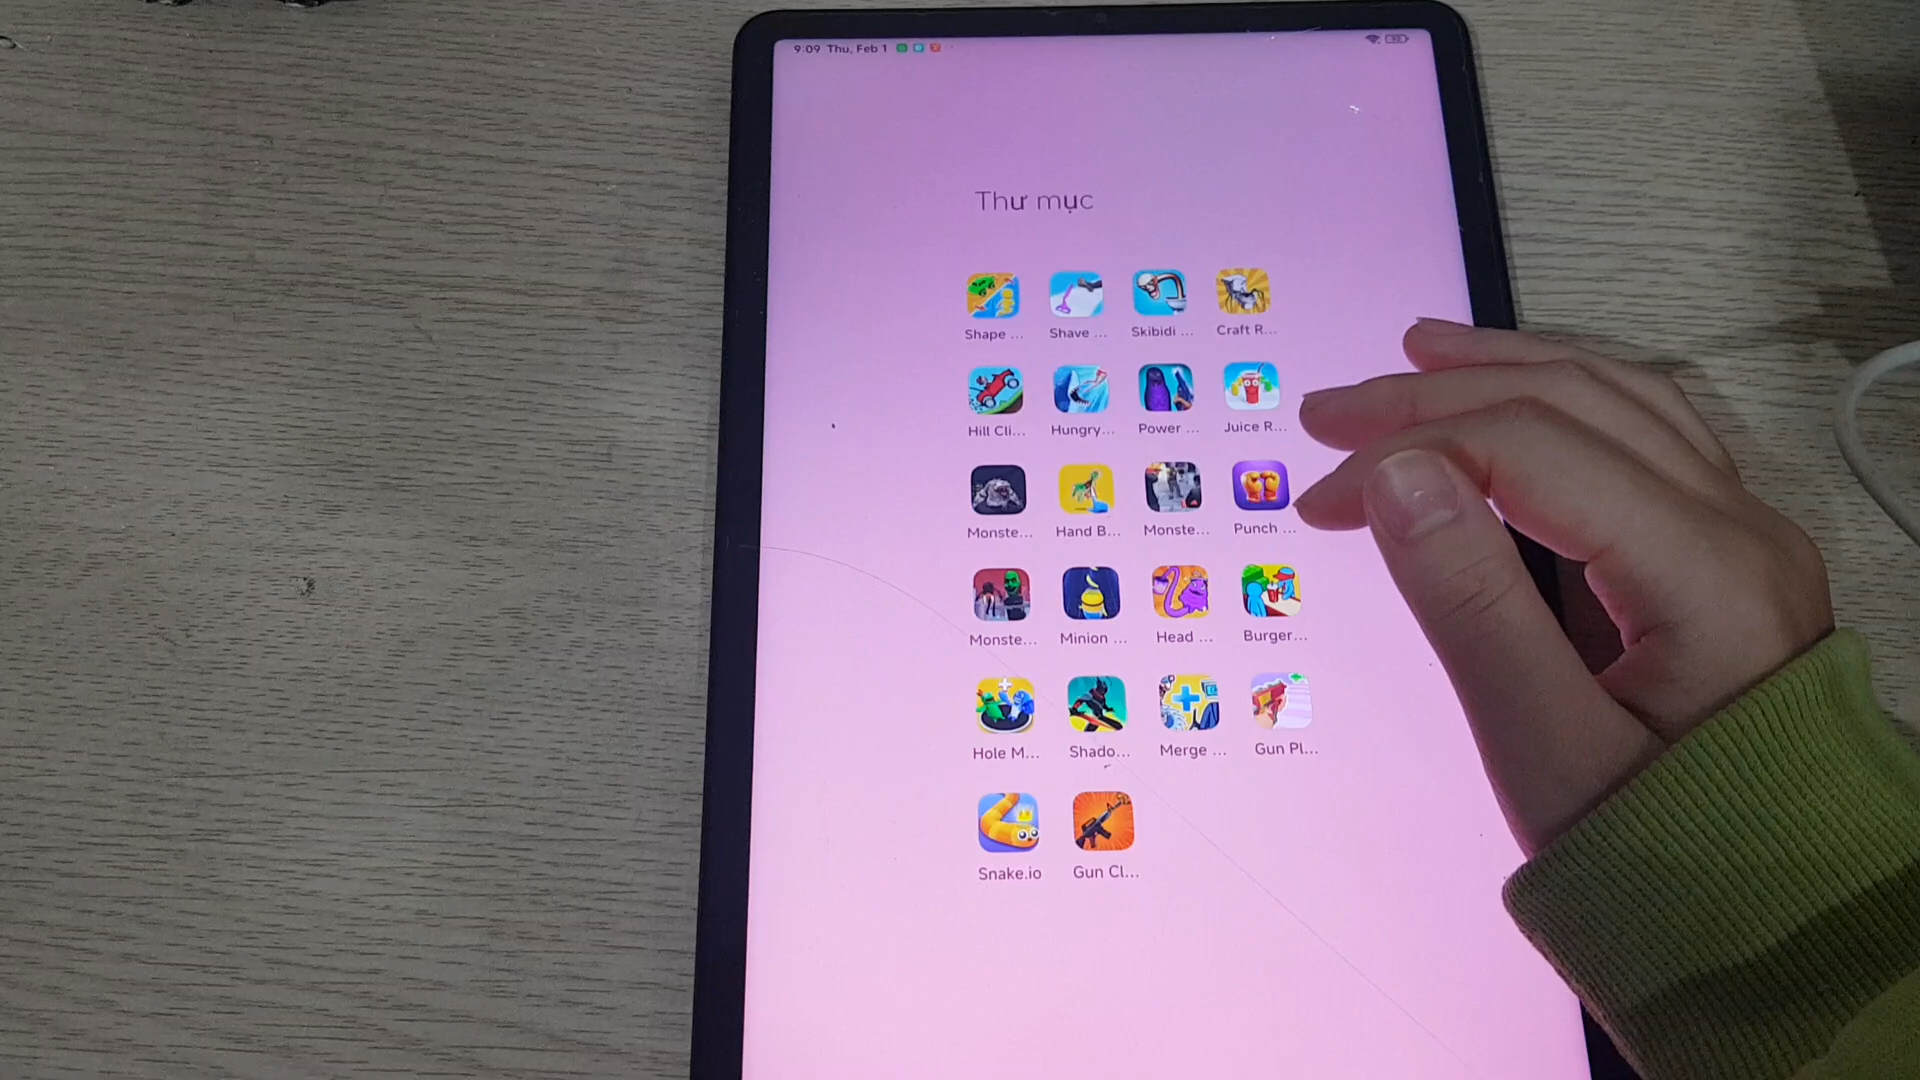 9:09 Thu, Feb 1
Thư mục
Shape ... Shave ... Skibidi ... Craft R...
Hill Cli... Hungry... Power ... Juice R...
Monste... Hand B... Monste... Punch ...
Monste... Minion ... Head ... Burger...
Hole M... Shado... Merge ... Gun Pl...
Snake.io Gun Cl...